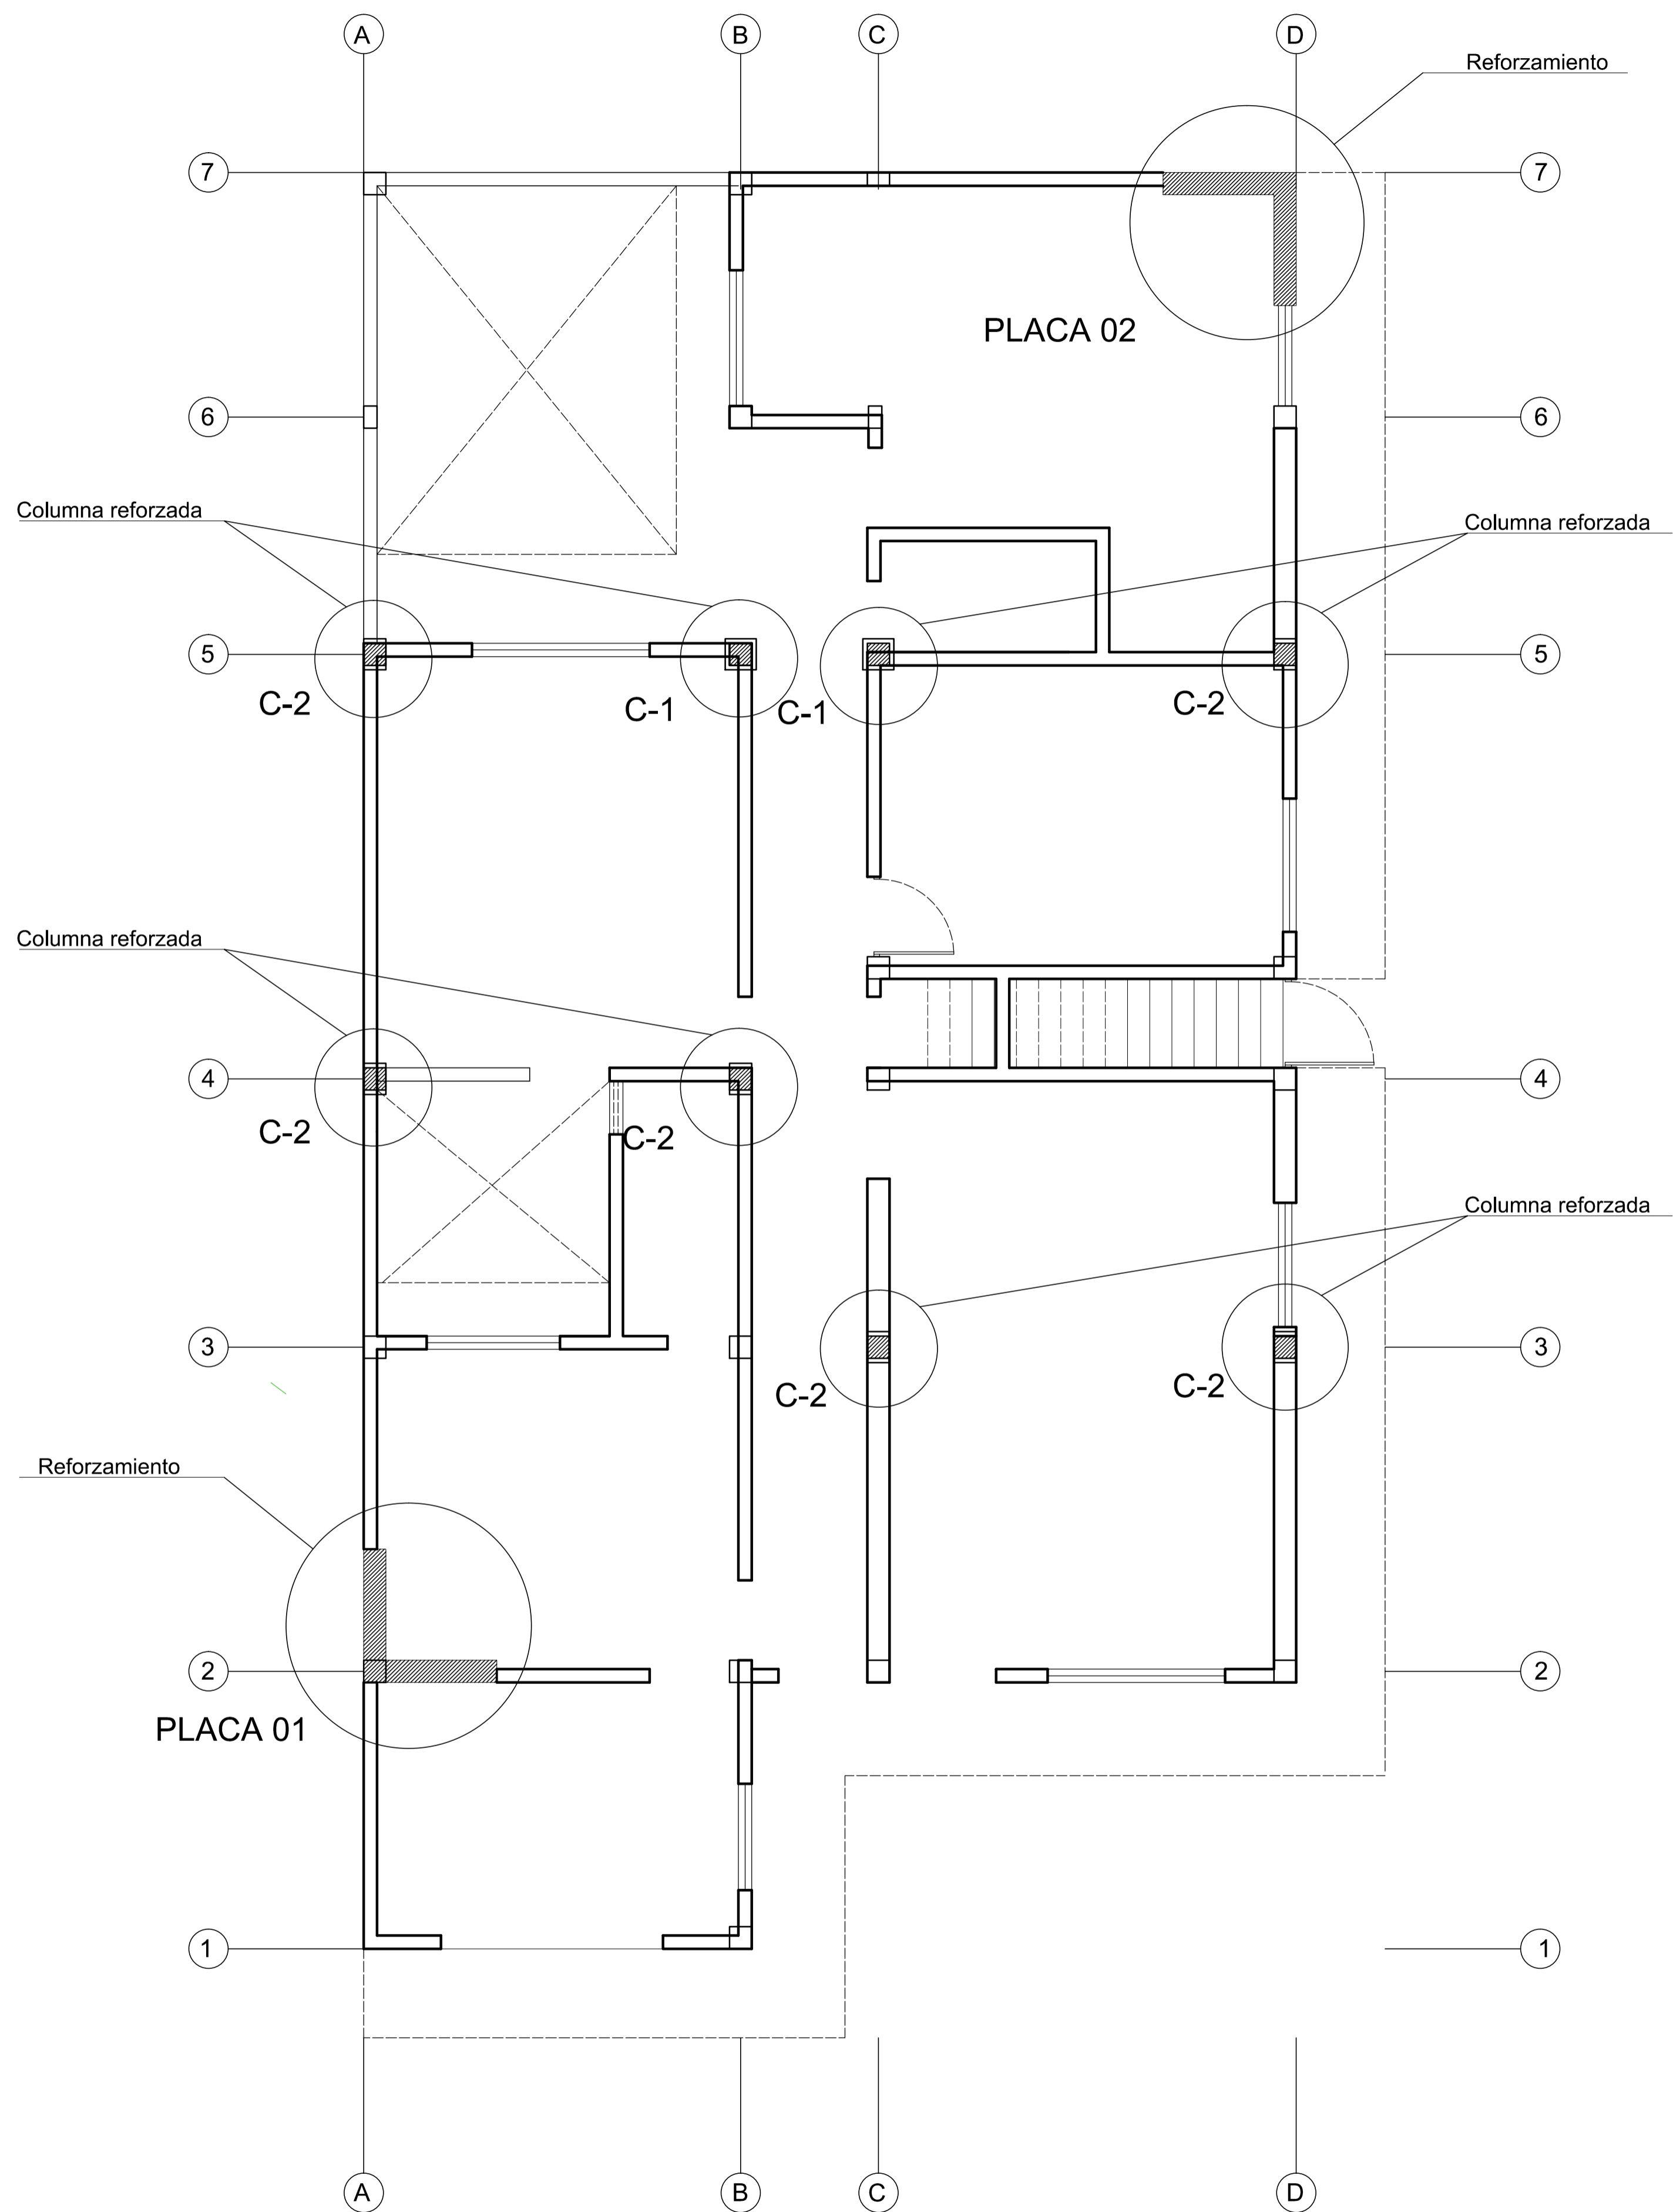 A
B
C
D
Reforzamiento
7
7
PLACA 02
6
6
Columna reforzada
Columna reforzada
5
5
C-2
C-1
C-1
C-2
Columna reforzada
4
4
C-2
C-2
Columna reforzada
3
3
C-2
C-2
Reforzamiento
2
2
PLACA 01
1
1
A
B
C
D